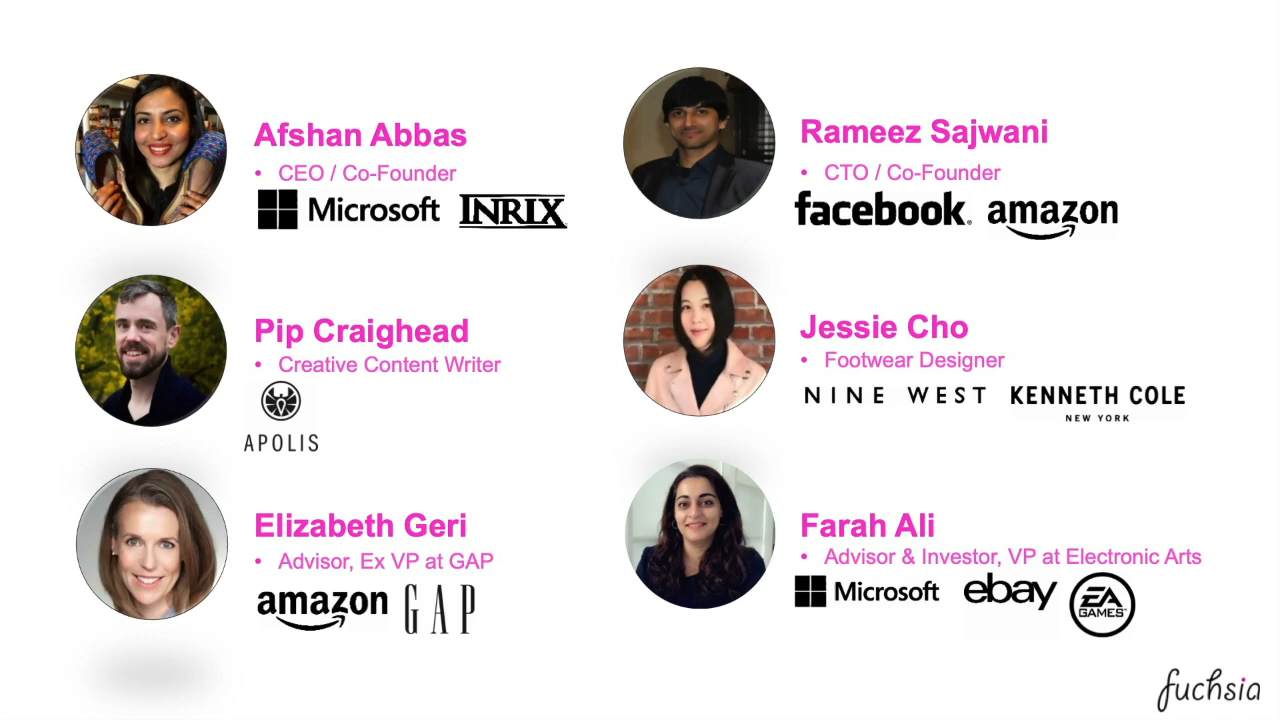 Afshan Abbas
• CEO / Co-Founder
Microsoft INRIX
Rameez Sajwani
• CTO / Co-Founder
facebook amazon
Pip Craighead
• Creative Content Writer
APOLIS
Jessie Cho
• Footwear Designer
NINE WEST KENNETH COLE
NEW YORK
Elizabeth Geri
• Advisor, Ex VP at GAP
amazon GAP
Farah Ali
• Advisor & Investor, VP at Electronic Arts
Microsoft ebay EA
GAMES
fuchsia